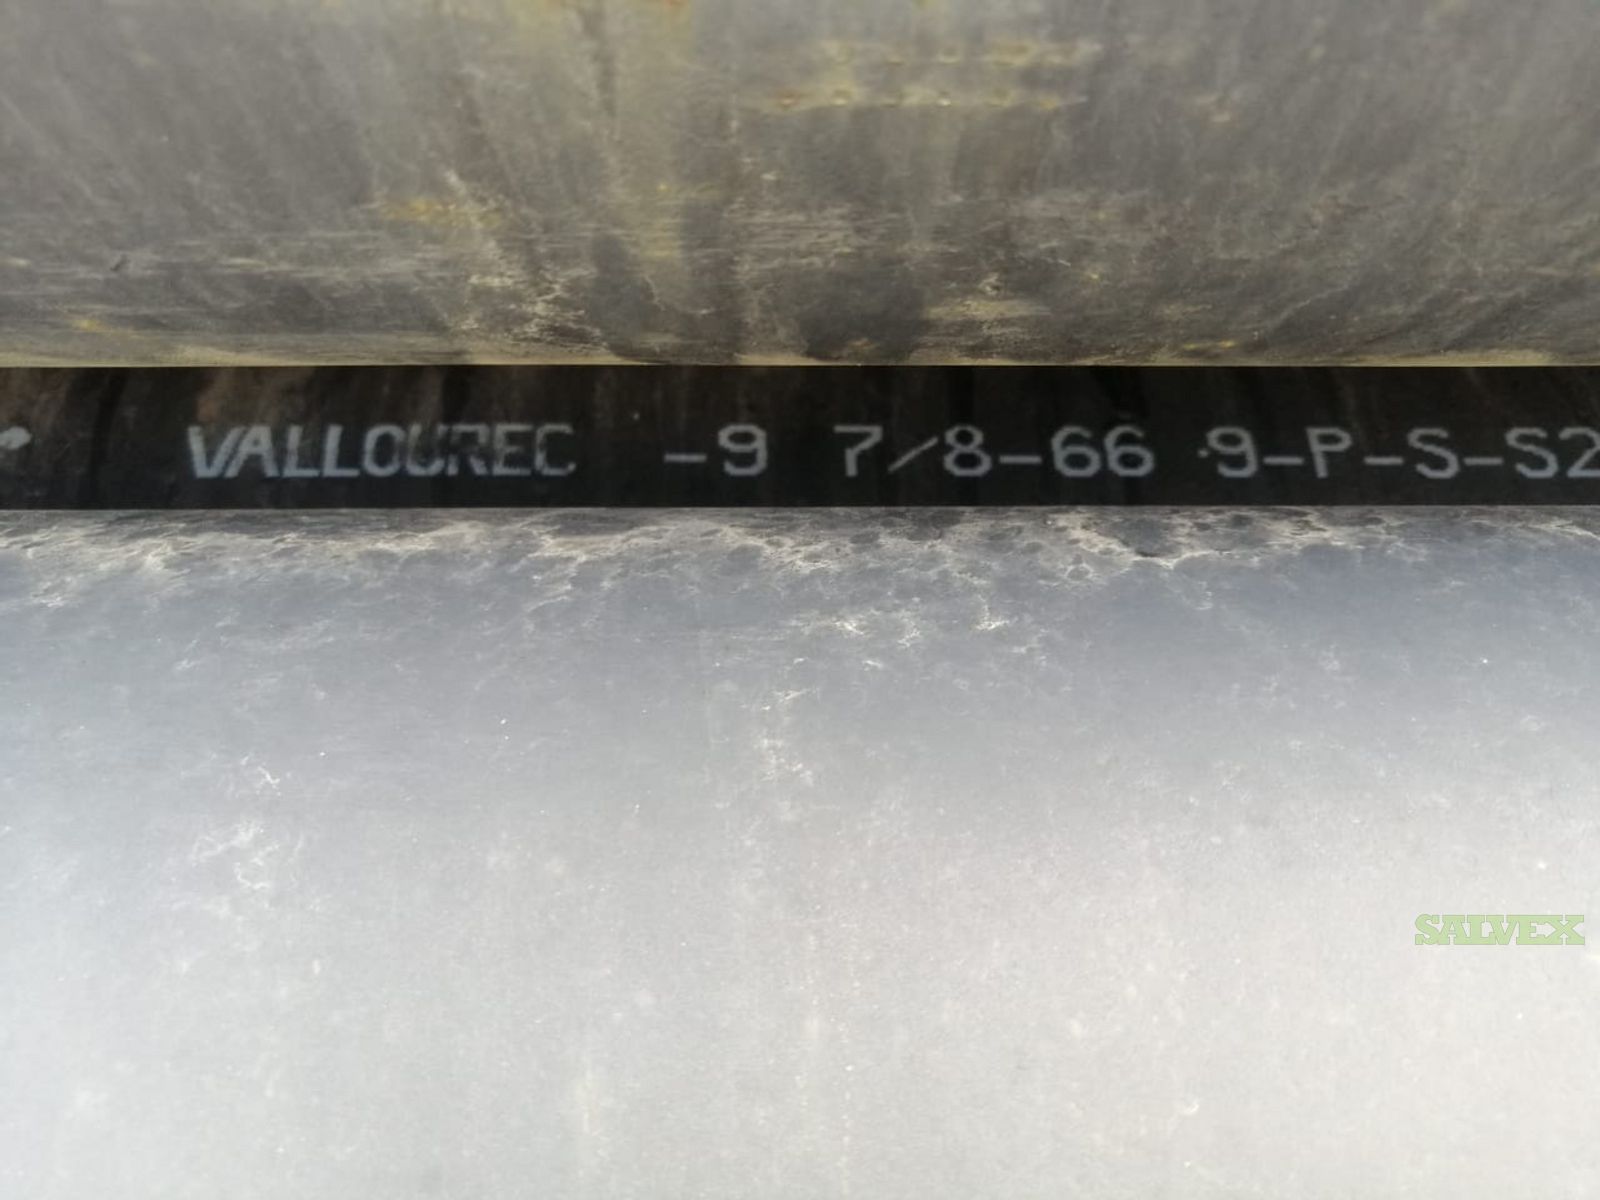 VALLOUREC -9 7/8-66 .9-P-S-S2
SALVEX